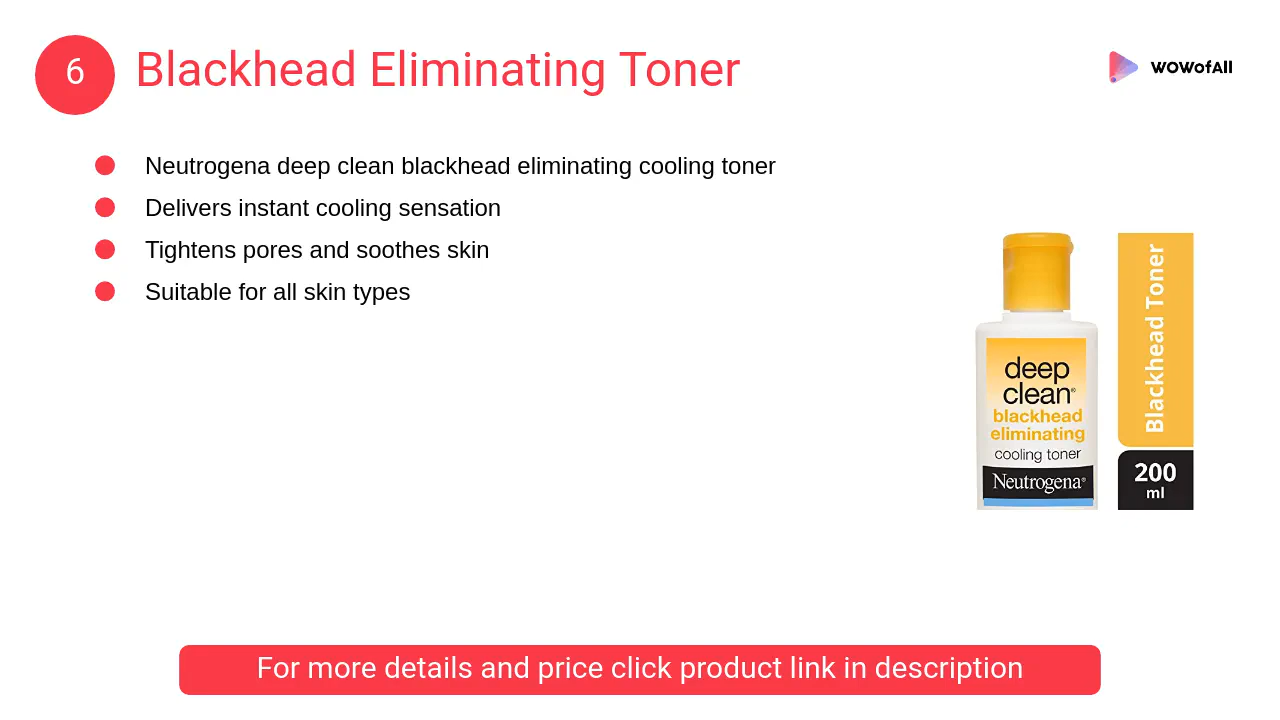 6
Blackhead Eliminating Toner
WOWofAll
Neutrogena deep clean blackhead eliminating cooling toner
Delivers instant cooling sensation
Tightens pores and soothes skin
Suitable for all skin types
deep
clean®
blackhead
eliminating
cooling toner
Neutrogena®
Blackhead Toner
200
ml
For more details and price click product link in description